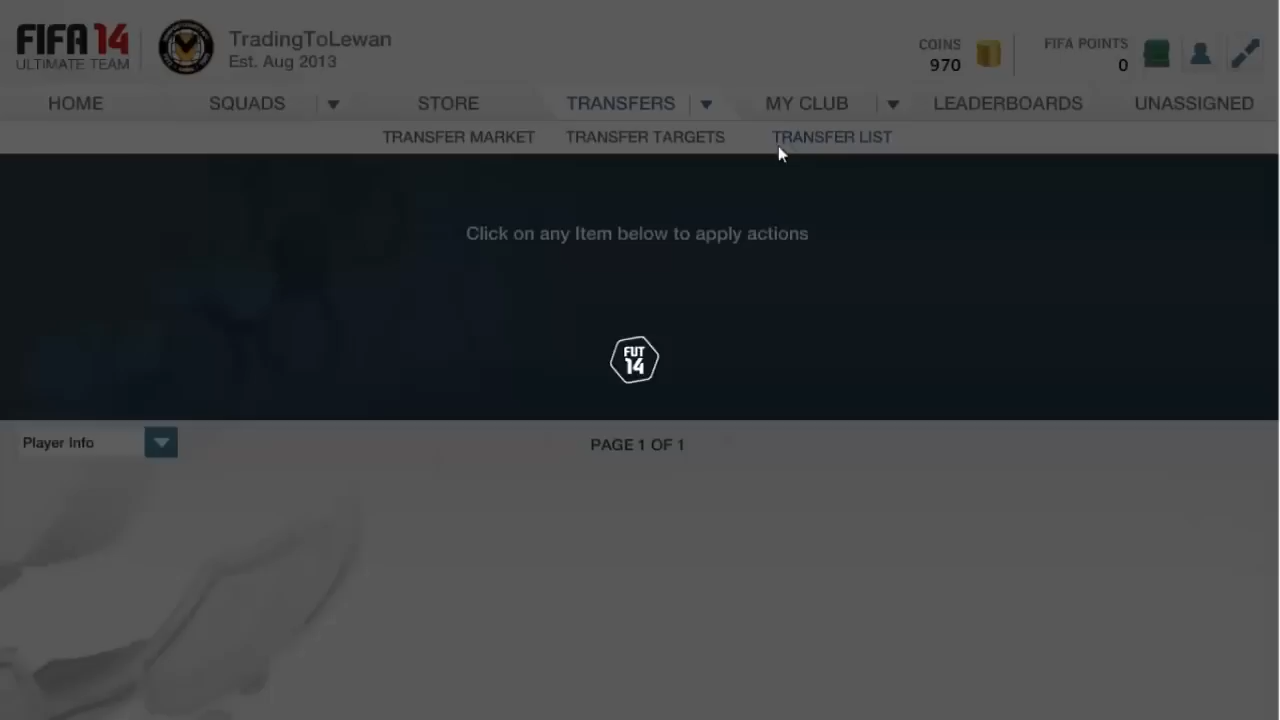 FIFA 14
ULTIMATE TEAM
TradingToLewan
Est. Aug 2013
COINS
970
FIFA POINTS
0
HOME SQUADS STORE TRANSFERS MY CLUB LEADERBOARDS UNASSIGNED
TRANSFER MARKET TRANSFER TARGETS TRANSFER LIST
Click on any Item below to apply actions
FUT
14
Player Info
PAGE 1 OF 1